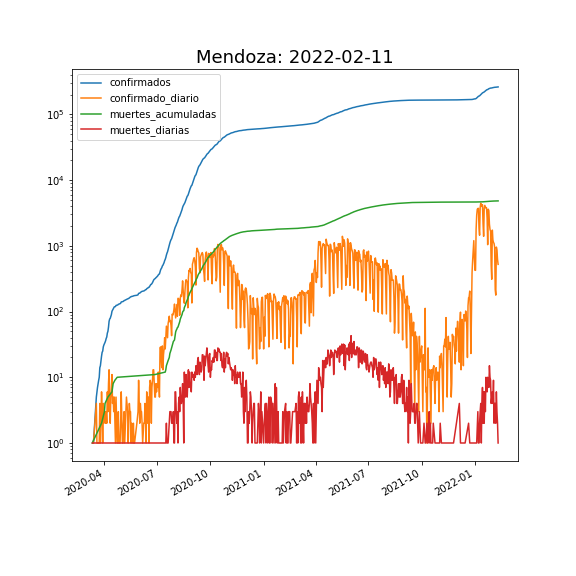 Mendoza: 2022-02-11
confirmados
confirmado_diario
muertes_acumuladas
muertes_diarias
10^5
10^4
10^3
10^2
10^1
10^0
2020-04
2020-07
2020-10
2021-01
2021-04
2021-07
2021-10
2022-01